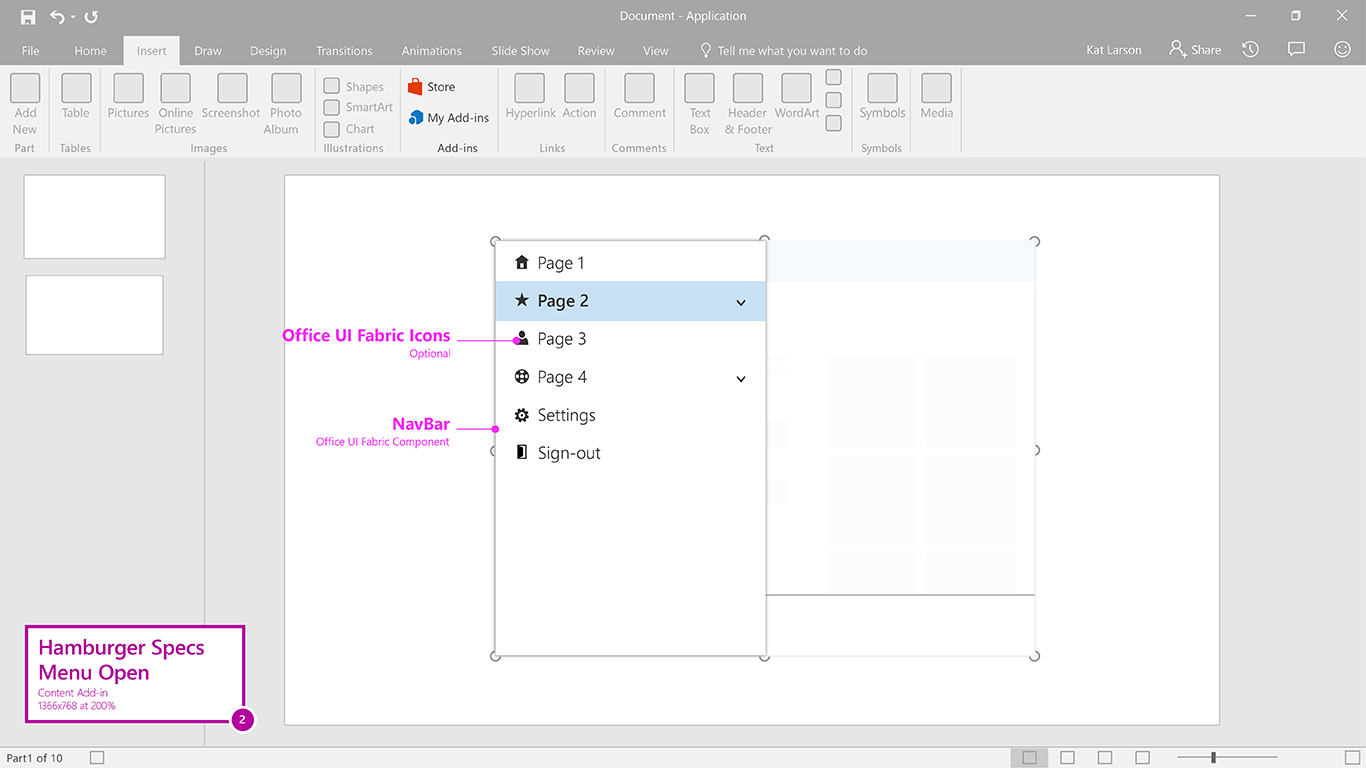 Document - Application
File Home Insert Draw Design Transitions Animations Slide Show Review View Tell me what you want to do Kat Larson Share
Add
New
Part
Table
Tables
Pictures
Online
Pictures
Screenshot
Photo
Album
Images
Shapes
SmartArt
Chart
Illustrations
Store
My Add-ins
Add-ins
Hyperlink
Action
Links
Comment
Comments
Text
Box
Header
& Footer
WordArt
Text
Symbols
Symbols
Media
Page 1
Page 2
Page 3
Page 4
Settings
Sign-out
Office UI Fabric Icons
Optional
NavBar
Office UI Fabric Component
Hamburger Specs
Menu Open
Content Add-in
1366x768 at 200%
2
Part1 of 10